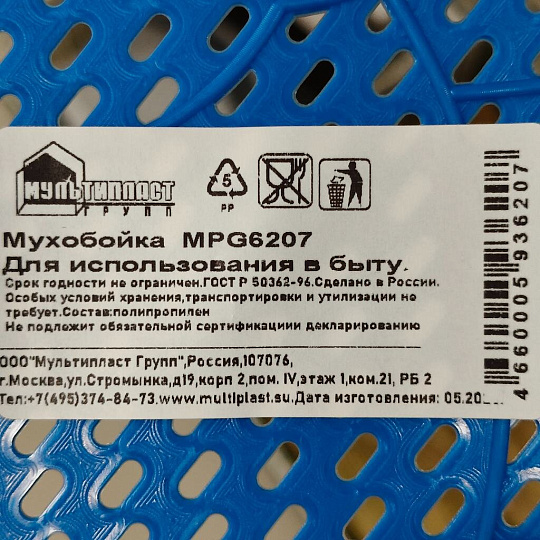 МУЛЬТИПЛАСТ
ГРУПП
5
PP
Мухобойка MPG6207
Для использования в быту.
Срок годности не ограничен.ГОСТ Р 50362-96.Сделано в России.
Особых условий хранения,транспортировки и утилизации не
требует.Состав:полипропилен
Не подлежит обязательной сертификациии декларированию
ООО"Мультипласт Групп",Россия,107076,
г.Москва,ул.Стромынка,д19,корп 2,пом. IV,этаж 1,ком.21, РБ 2
Тел:+7(495)374-84-73.www.multiplast.su.Дата изготовления: 05.20
4660005936207